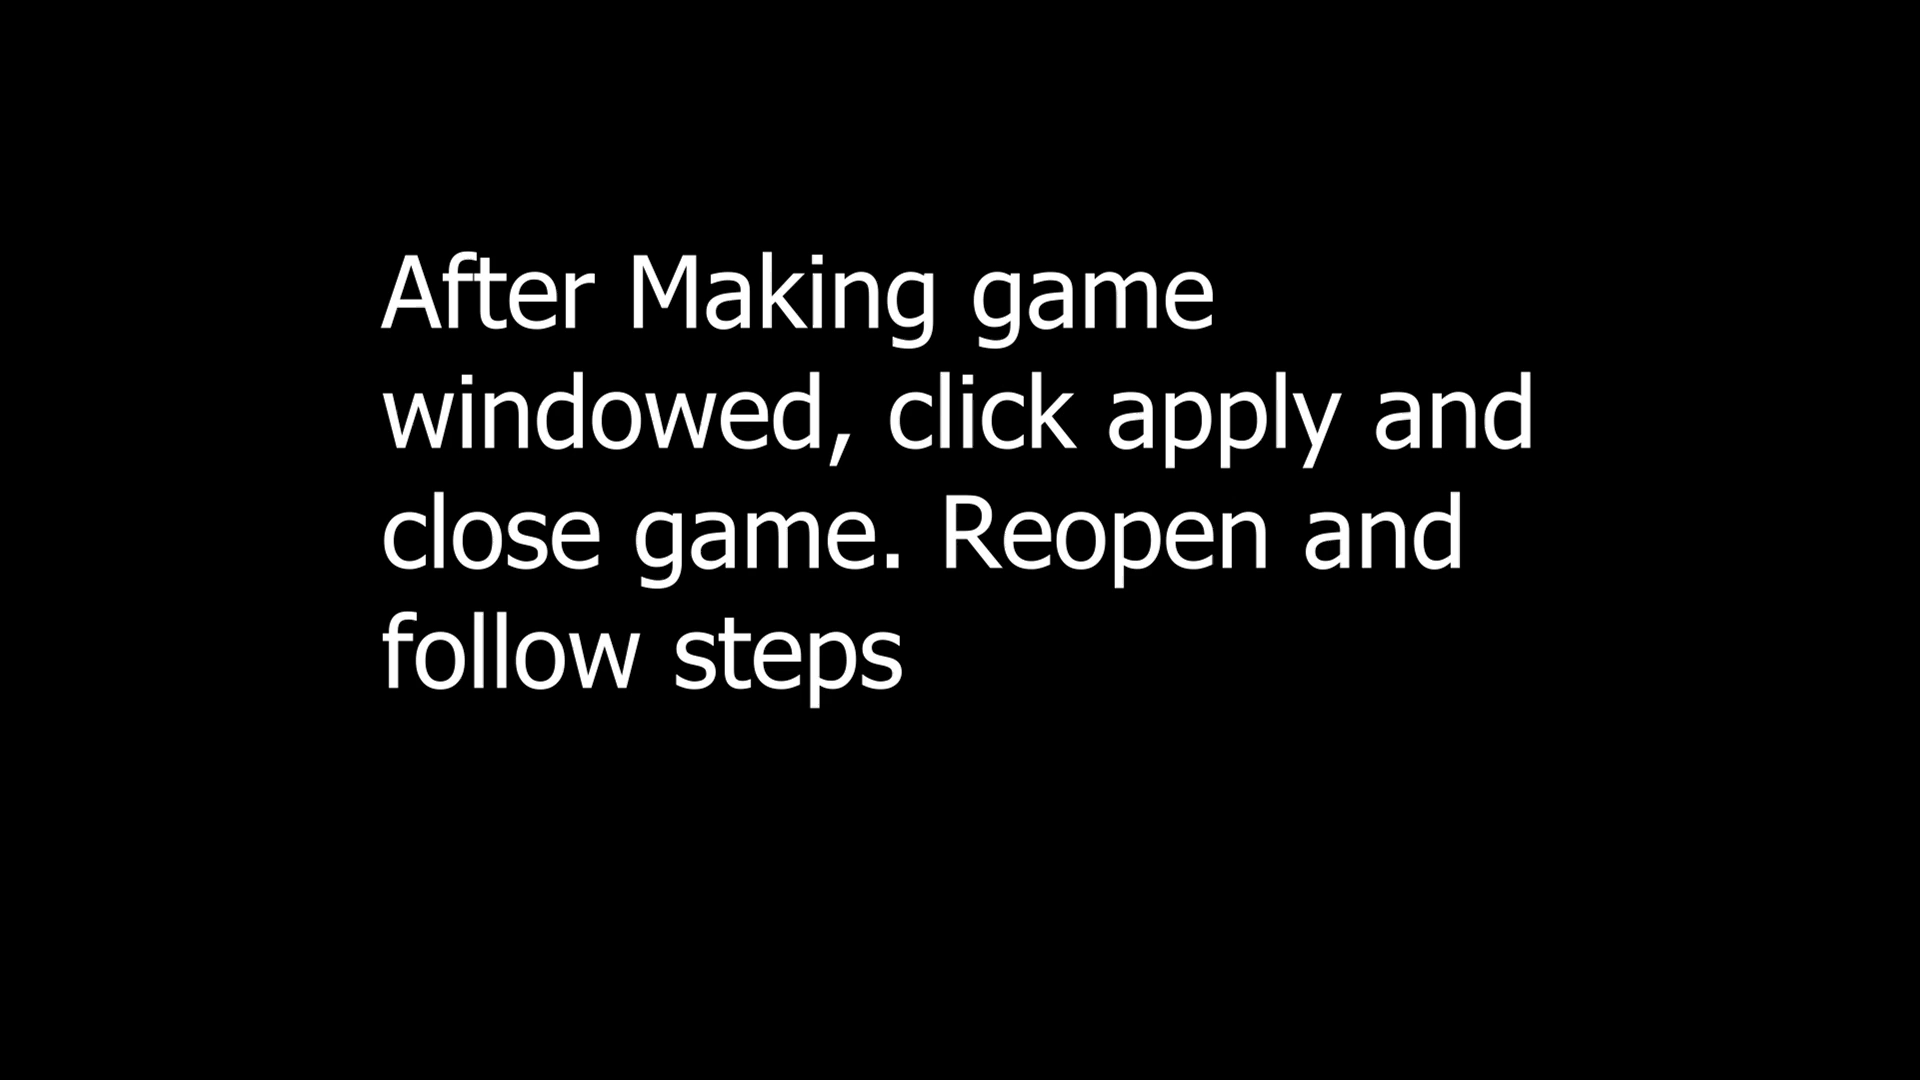 After Making game
windowed, click apply and
close game. Reopen and
follow steps